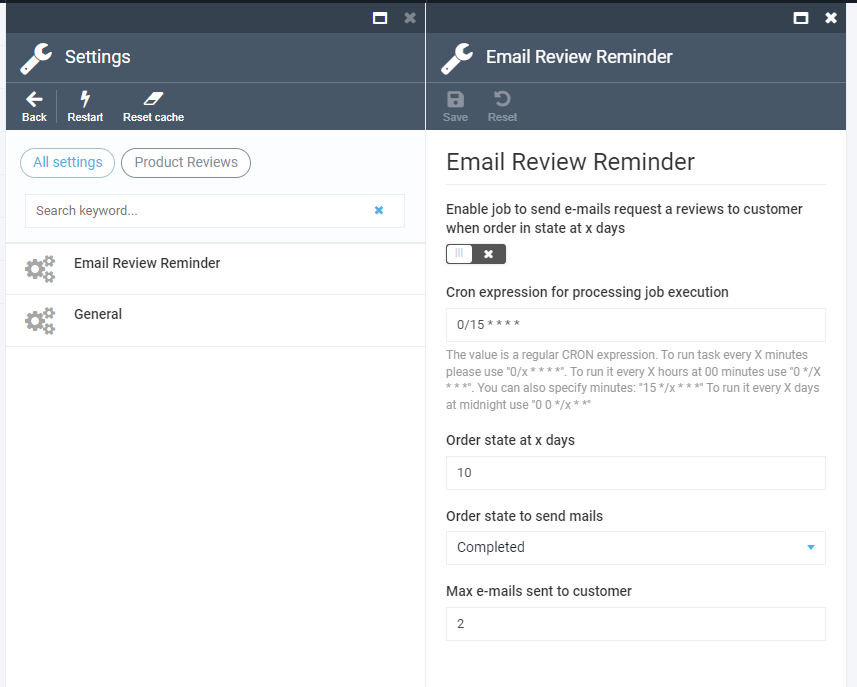 Settings
Back
Restart
Reset cache
All settings
Product Reviews
Search keyword...
Email Review Reminder
General
Email Review Reminder
Save
Reset
Email Review Reminder
Enable job to send e-mails request a reviews to customer
when order in state at x days
Cron expression for processing job execution
0/15 * * * *
The value is a regular CRON expression. To run task every X minutes
please use "0/x * * * *". To run it every X hours at 00 minutes use "0 */X
* * *". You can also specify minutes: "15 */x * * *" To run it every X days
at midnight use "0 0 */x * *"
Order state at x days
10
Order state to send mails
Completed
Max e-mails sent to customer
2